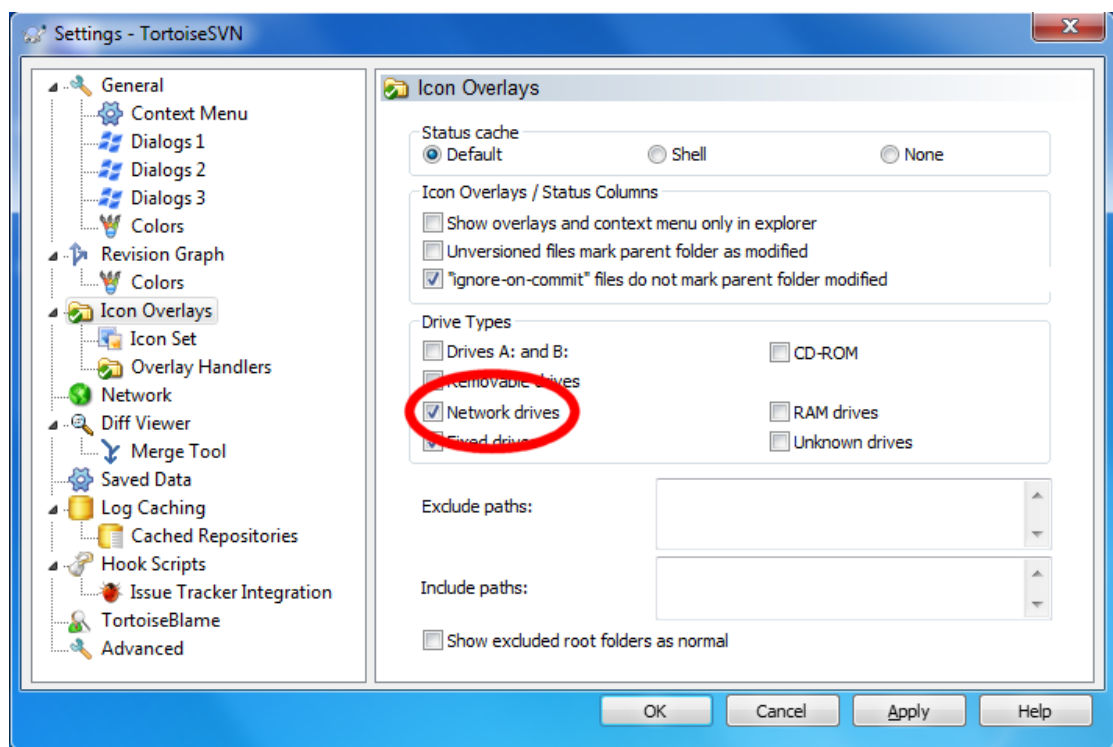 Settings - TortoiseSVN
General
Context Menu
Dialogs 1
Dialogs 2
Dialogs 3
Colors
Revision Graph
Colors
Icon Overlays
Icon Set
Overlay Handlers
Network
Diff Viewer
Merge Tool
Saved Data
Log Caching
Cached Repositories
Hook Scripts
Issue Tracker Integration
TortoiseBlame
Advanced
Icon Overlays
Status cache
Default Shell None
Icon Overlays / Status Columns
Show overlays and context menu only in explorer
Unversioned files mark parent folder as modified
"ignore-on-commit" files do not mark parent folder modified
Drive Types
Drives A: and B: CD-ROM
Removable drives
Network drives RAM drives
Fixed drives Unknown drives
Exclude paths:
Include paths:
Show excluded root folders as normal
OK Cancel Apply Help